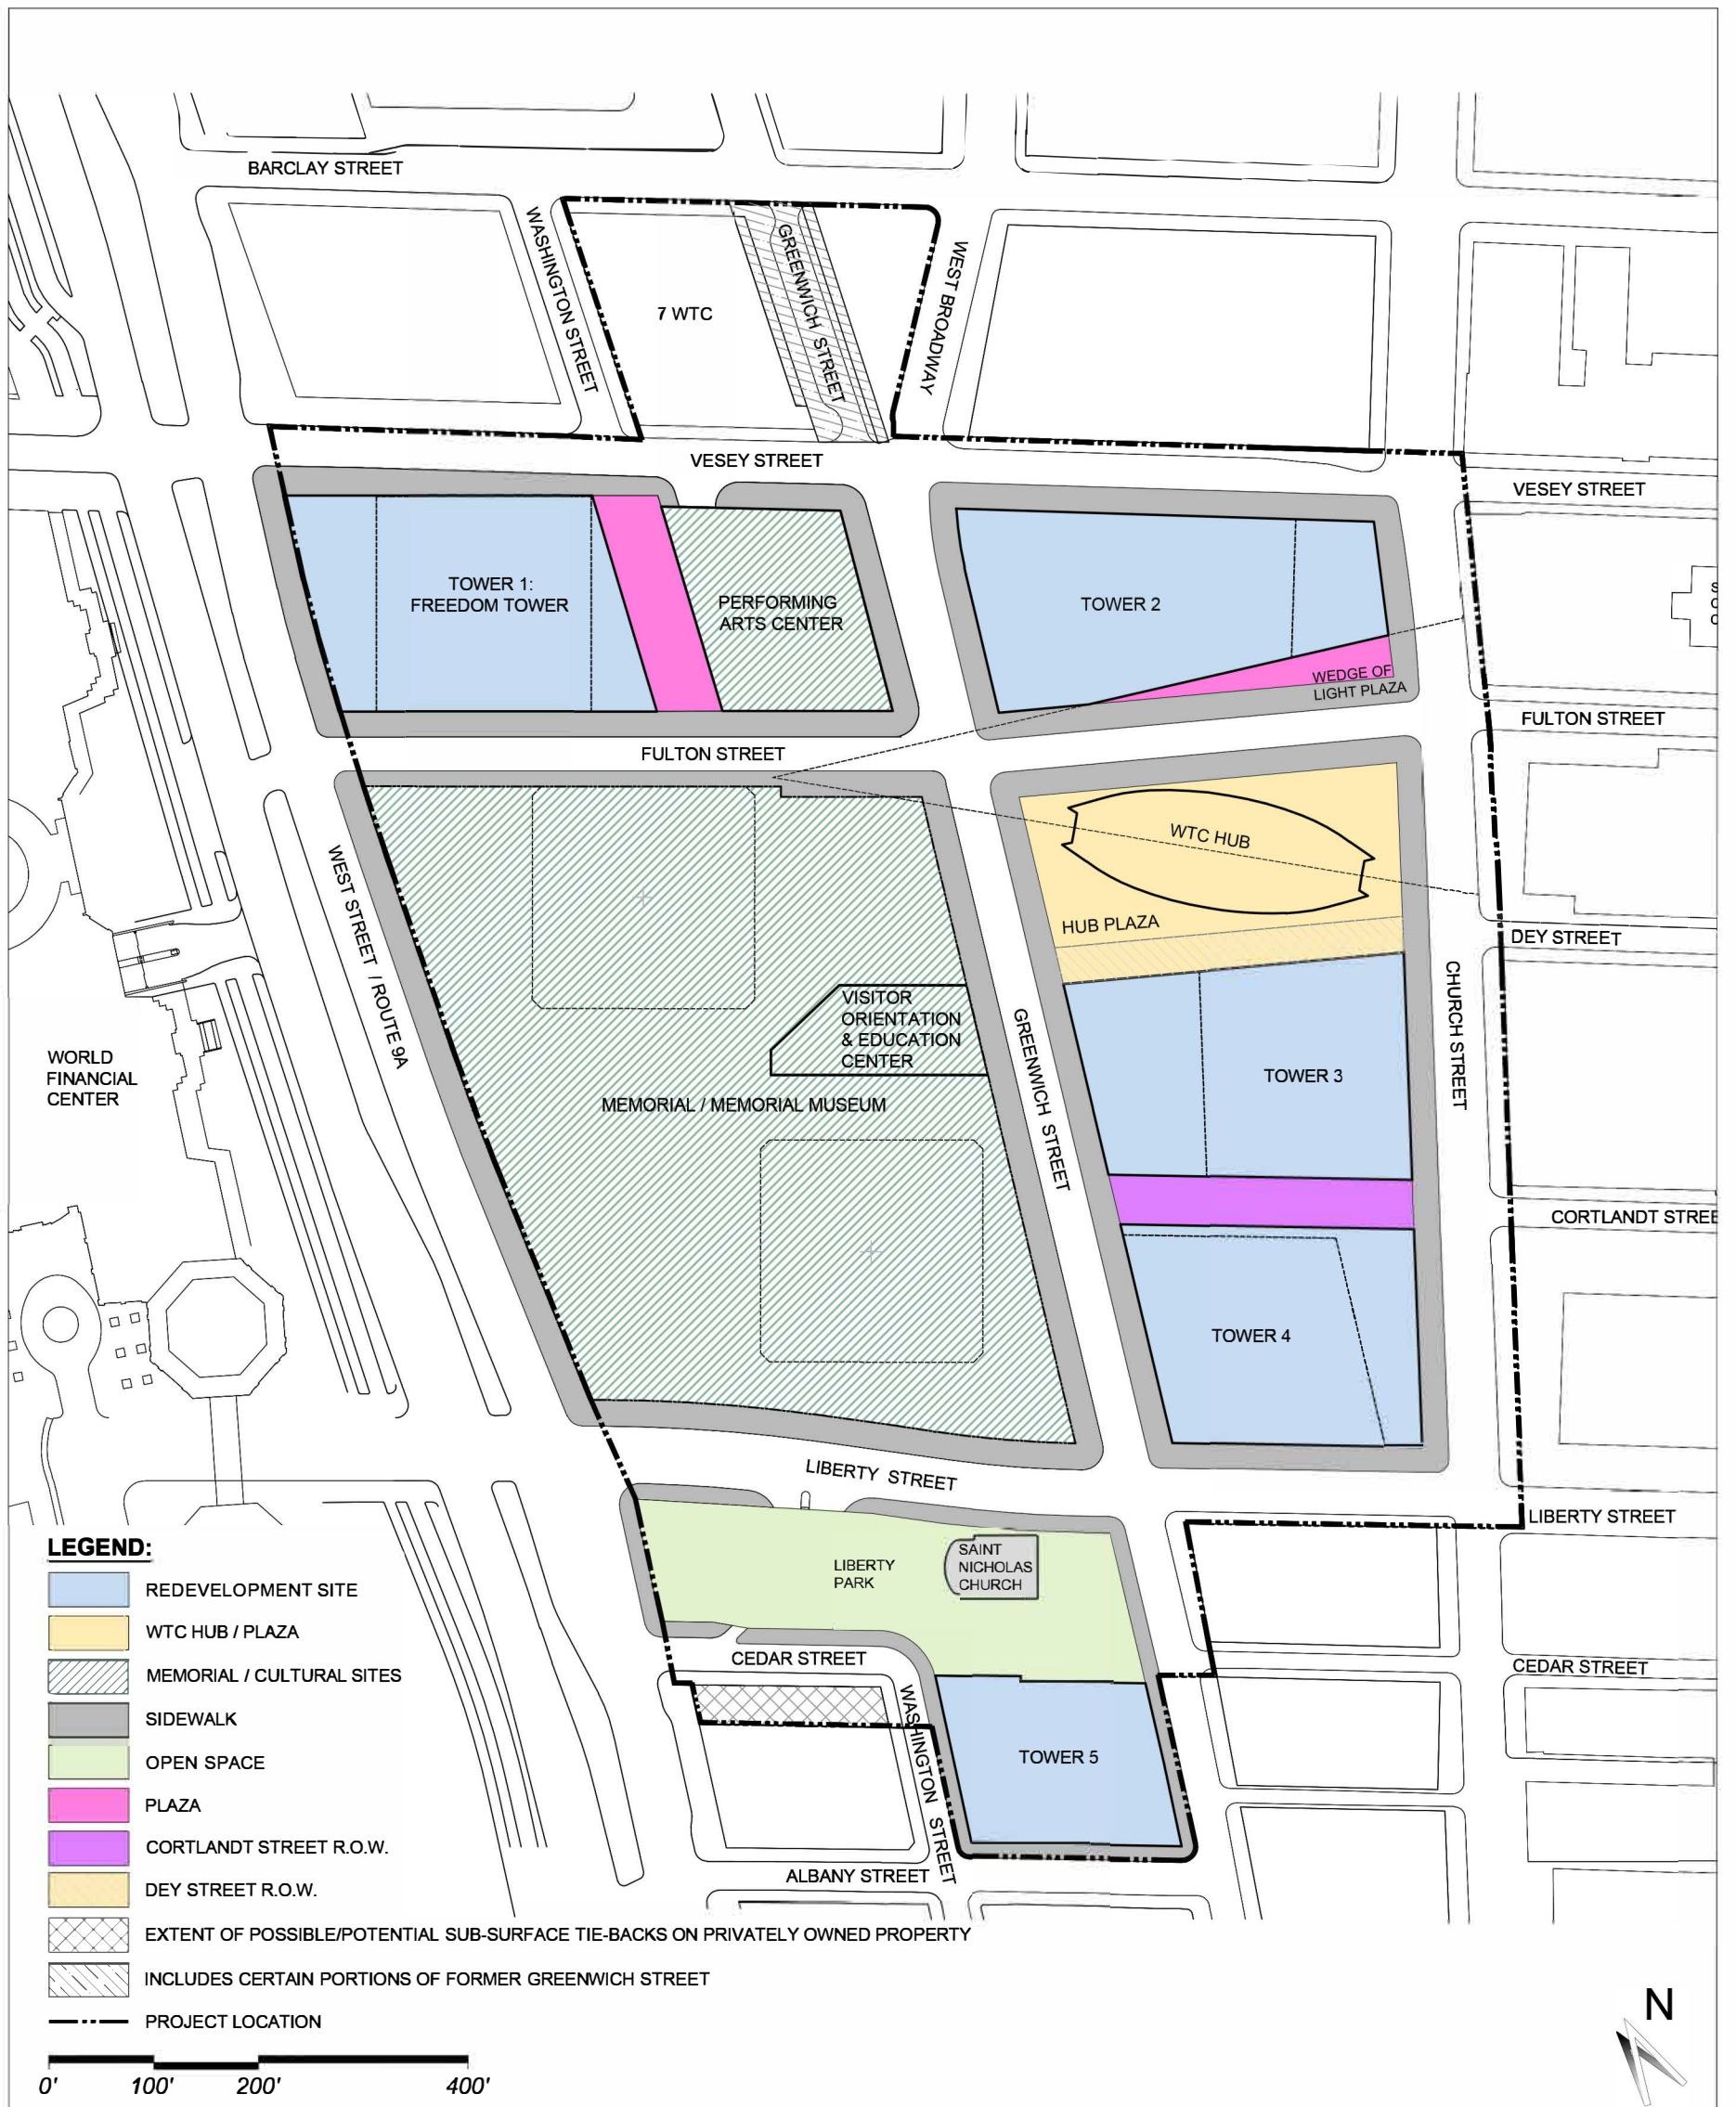 BARCLAY STREET
WASHINGTON STREET
7 WTC
GREENWICH STREET
WEST BROADWAY
VESEY STREET
VESEY STREET
TOWER 1:
FREEDOM TOWER
PERFORMING
ARTS CENTER
TOWER 2
WEDGE OF
LIGHT PLAZA
FULTON STREET
FULTON STREET
WTC HUB
HUB PLAZA
DEY STREET
WEST STREET / ROUTE 9A
VISITOR
ORIENTATION
& EDUCATION
CENTER
GREENWICH STREET
CHURCH STREET
WORLD
FINANCIAL
CENTER
TOWER 3
MEMORIAL / MEMORIAL MUSEUM
CORTLANDT STREE
TOWER 4
LIBERTY STREET
LIBERTY STREET
LIBERTY
PARK
SAINT
NICHOLAS
CHURCH
CEDAR STREET
CEDAR STREET
WASHINGTON STREET
TOWER 5
ALBANY STREET
LEGEND:
REDEVELOPMENT SITE
WTC HUB / PLAZA
MEMORIAL / CULTURAL SITES
SIDEWALK
OPEN SPACE
PLAZA
CORTLANDT STREET R.O.W.
DEY STREET R.O.W.
EXTENT OF POSSIBLE/POTENTIAL SUB-SURFACE TIE-BACKS ON PRIVATELY OWNED PROPERTY
INCLUDES CERTAIN PORTIONS OF FORMER GREENWICH STREET
PROJECT LOCATION
0' 100' 200' 400'
N